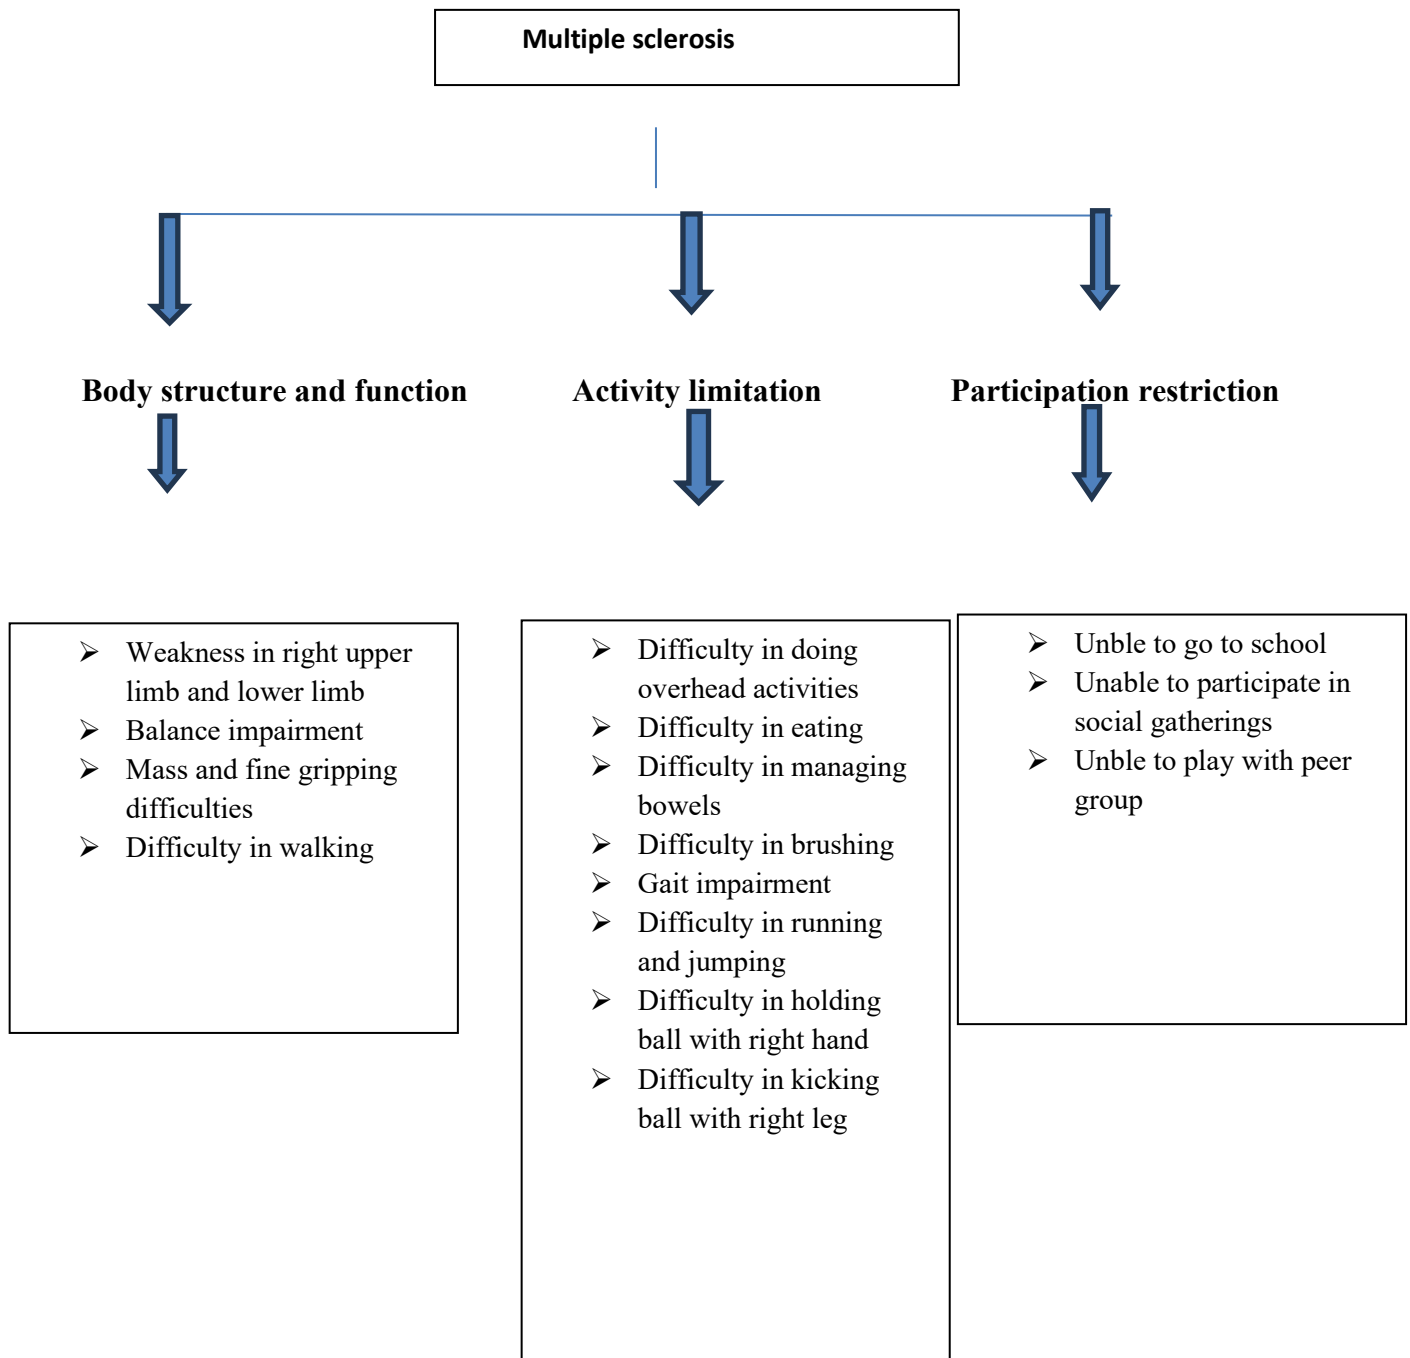 Multiple sclerosis
Body structure and function
Activity limitation
Participation restriction
➢ Weakness in right upper
limb and lower limb
➢ Balance impairment
➢ Mass and fine gripping
difficulties
➢ Difficulty in walking
➢ Difficulty in doing
overhead activities
➢ Difficulty in eating
➢ Difficulty in managing
bowels
➢ Difficulty in brushing
➢ Gait impairment
➢ Difficulty in running
and jumping
➢ Difficulty in holding
ball with right hand
➢ Difficulty in kicking
ball with right leg
➢ Unble to go to school
➢ Unable to participate in
social gatherings
➢ Unble to play with peer
group